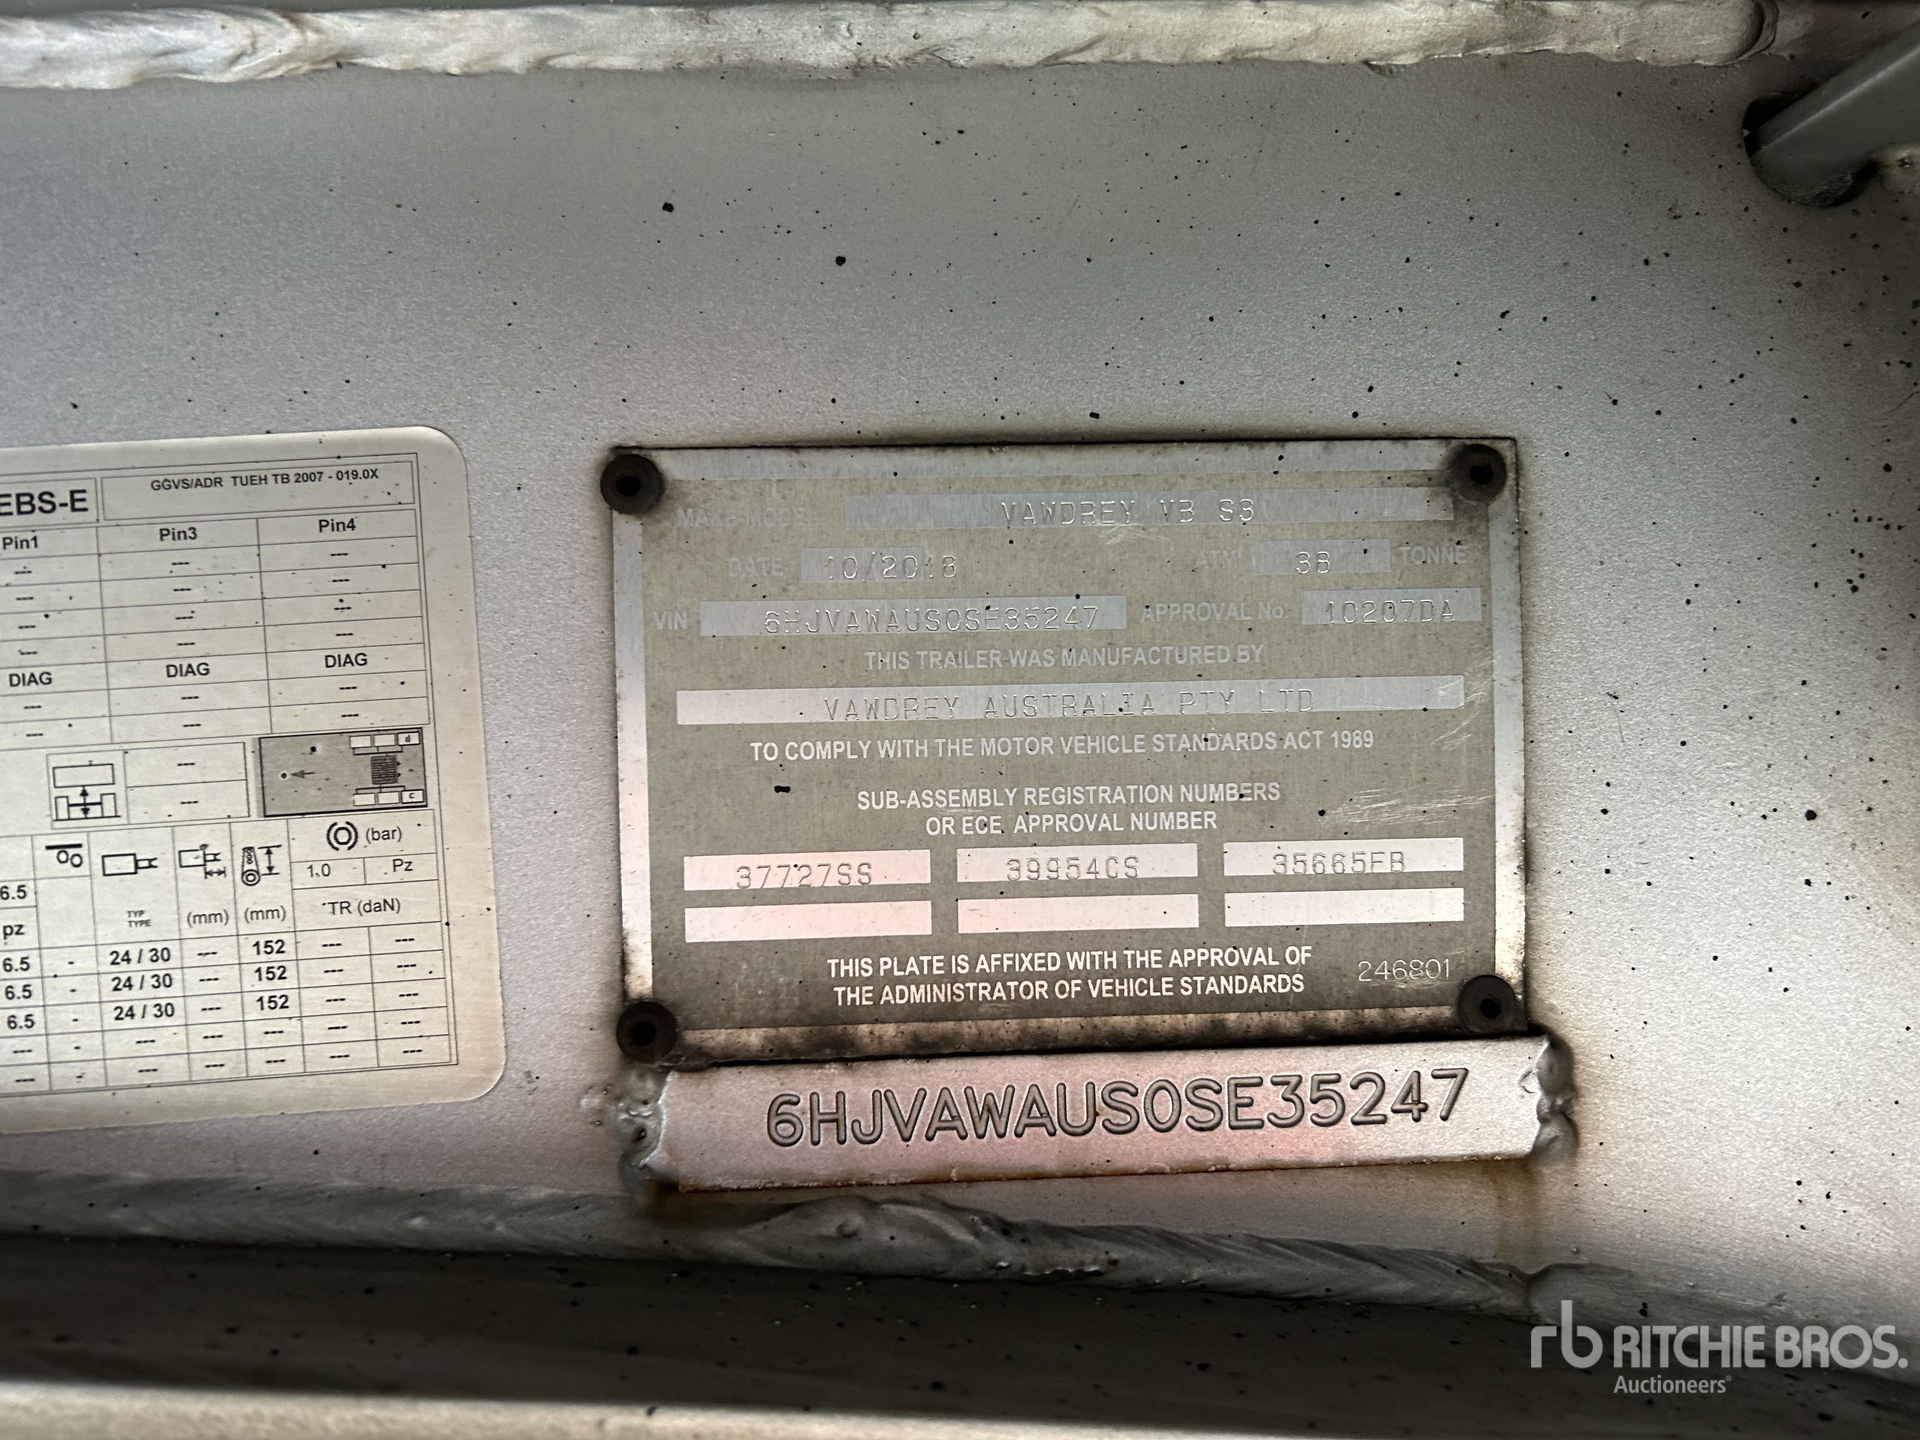 EBS-E
GGVS/ADR TUEH TB 2007 - 019.0X
Pin1 Pin3 Pin4
--- --- ---
--- --- ---
--- --- ---
--- --- ---
DIAG DIAG DIAG
--- --- ---
--- --- ---
---
---
d
c
(bar)
6.5
1.0 Pz
TYP
TYPE
(mm) (mm) TR (daN)
pz
6.5 - 24 / 30 --- 152 --- ---
6.5 - 24 / 30 --- 152 --- ---
6.5 - 24 / 30 --- 152 --- ---
--- - --- --- --- --- ---
--- - --- --- --- --- ---
VAWDREY VB S3
DATE 10/2018 ATM 38 TONNE
VIN 6HJVAWAUS0SE35247 APPROVAL No. 10207DA
THIS TRAILER WAS MANUFACTURED BY
VAWDREY AUSTRALIA PTY LTD
TO COMPLY WITH THE MOTOR VEHICLE STANDARDS ACT 1989
SUB-ASSEMBLY REGISTRATION NUMBERS
OR ECE APPROVAL NUMBER
37727SS 39954CS 35665FB
THIS PLATE IS AFFIXED WITH THE APPROVAL OF
THE ADMINISTRATOR OF VEHICLE STANDARDS 246801
6HJVAWAUS0SE35247
rb RITCHIE BROS.
Auctioneers